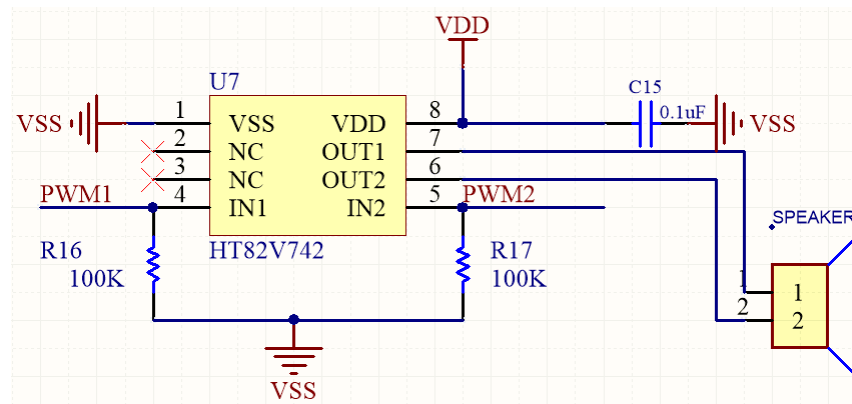 VDD
U7
C15
0.1uF
VSS
1
VSS
VDD
8
VSS
2
NC
OUT1
7
3
NC
OUT2
6
PWM1
4
IN1
IN2
5
PWM2
SPEAKER
R16
100K
HT82V742
R17
100K
1
1
2
2
VSS